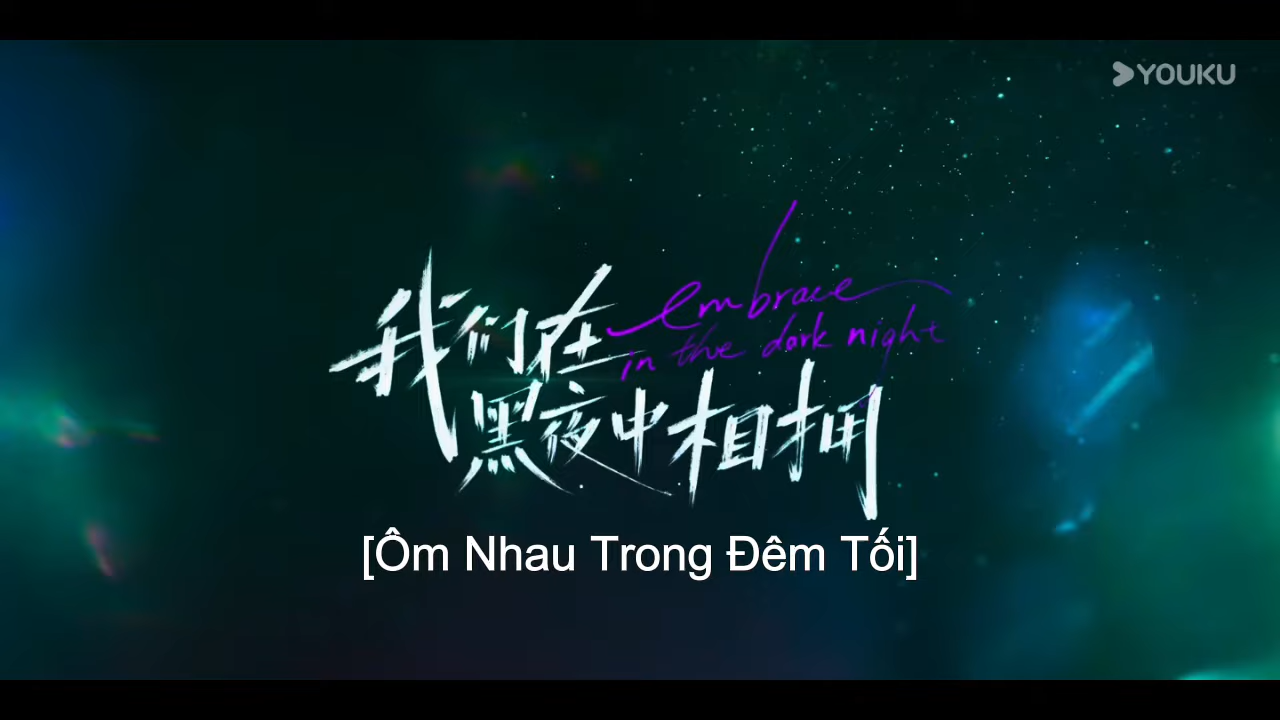 YOUKU
我们在
embrace
in the dark night
黑夜中相拥
[Ôm Nhau Trong Đêm Tối]